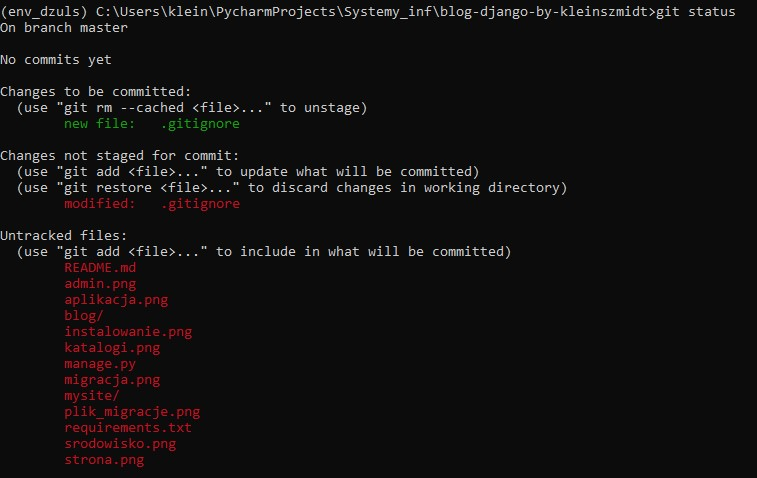 (env_dzuls) C:\Users\klein\PycharmProjects\Systemy_inf\blog-django-by-kleinszmidt>git status
On branch master
No commits yet
Changes to be committed:
(use "git rm --cached <file>..." to unstage)
new file:   .gitignore
Changes not staged for commit:
(use "git add <file>..." to update what will be committed)
(use "git restore <file>..." to discard changes in working directory)
modified:   .gitignore
Untracked files:
(use "git add <file>..." to include in what will be committed)
README.md
admin.png
aplikacja.png
blog/
instalowanie.png
katalogi.png
manage.py
migracja.png
mysite/
plik_migracje.png
requirements.txt
srodowisko.png
strona.png